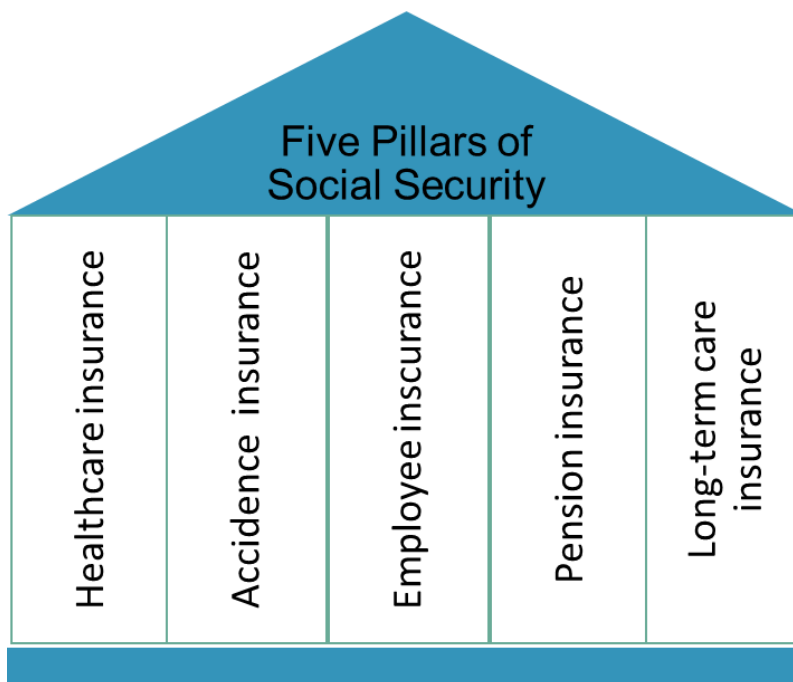 Five Pillars of
Social Security
Healthcare insurance
Accidence insurance
Employee inscurance
Pension insurance
Long-term care
insurance